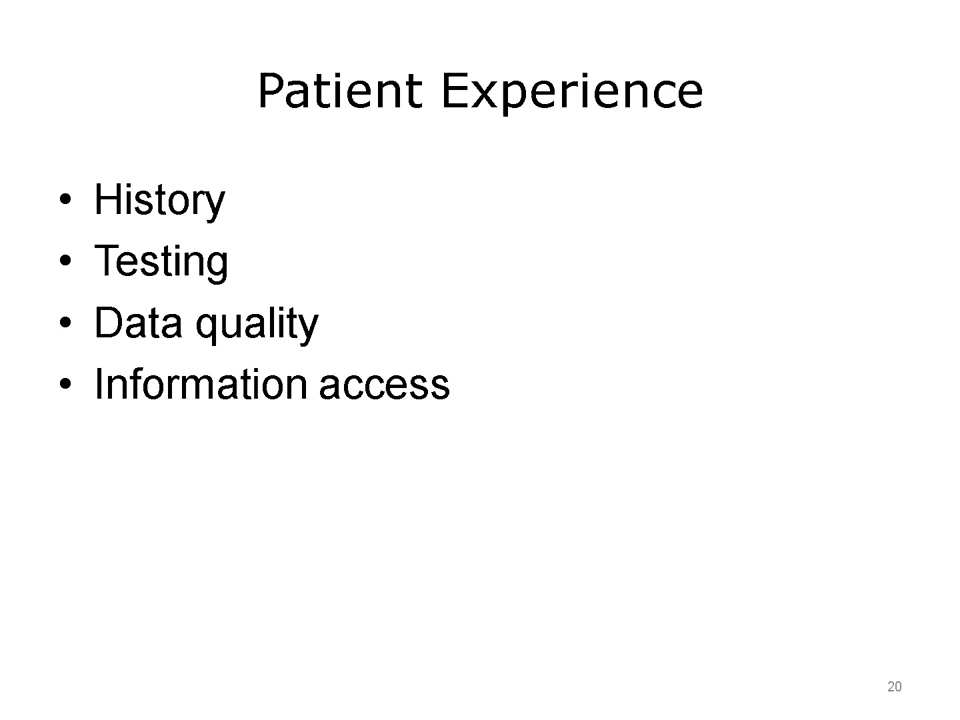 Patient Experience
• History
• Testing
• Data quality
• Information access
20